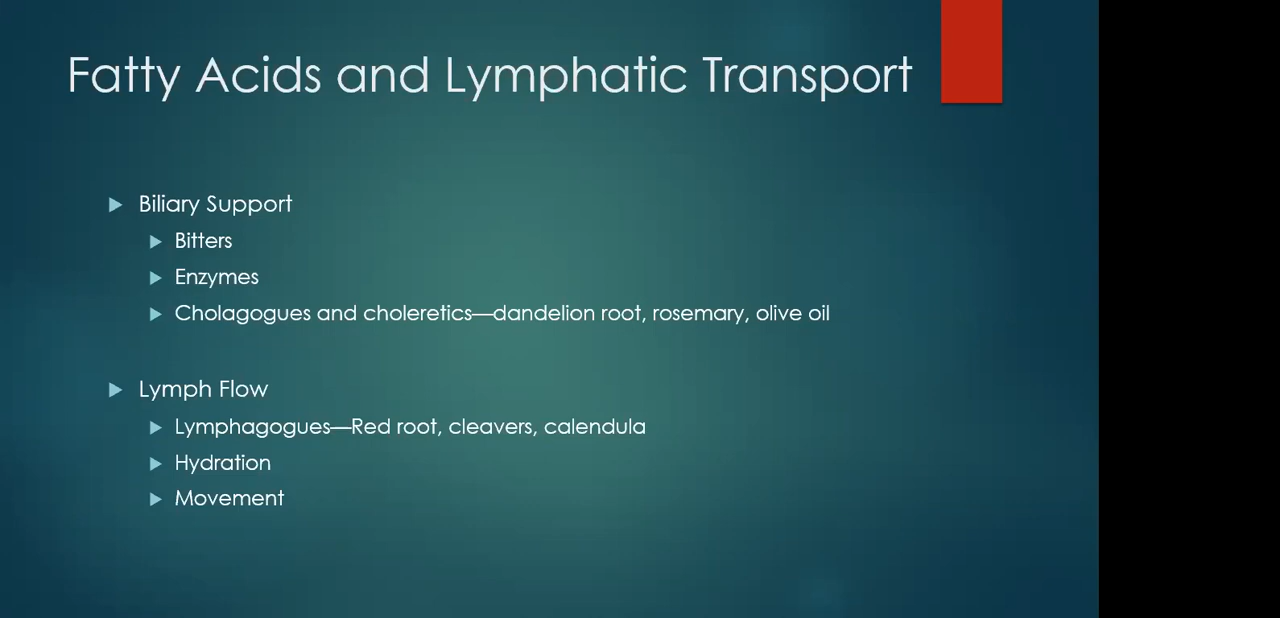 Fatty Acids and Lymphatic Transport
Biliary Support
Bitters
Enzymes
Cholagogues and choleretics—dandelion root, rosemary, olive oil
Lymph Flow
Lymphagogues—Red root, cleavers, calendula
Hydration
Movement